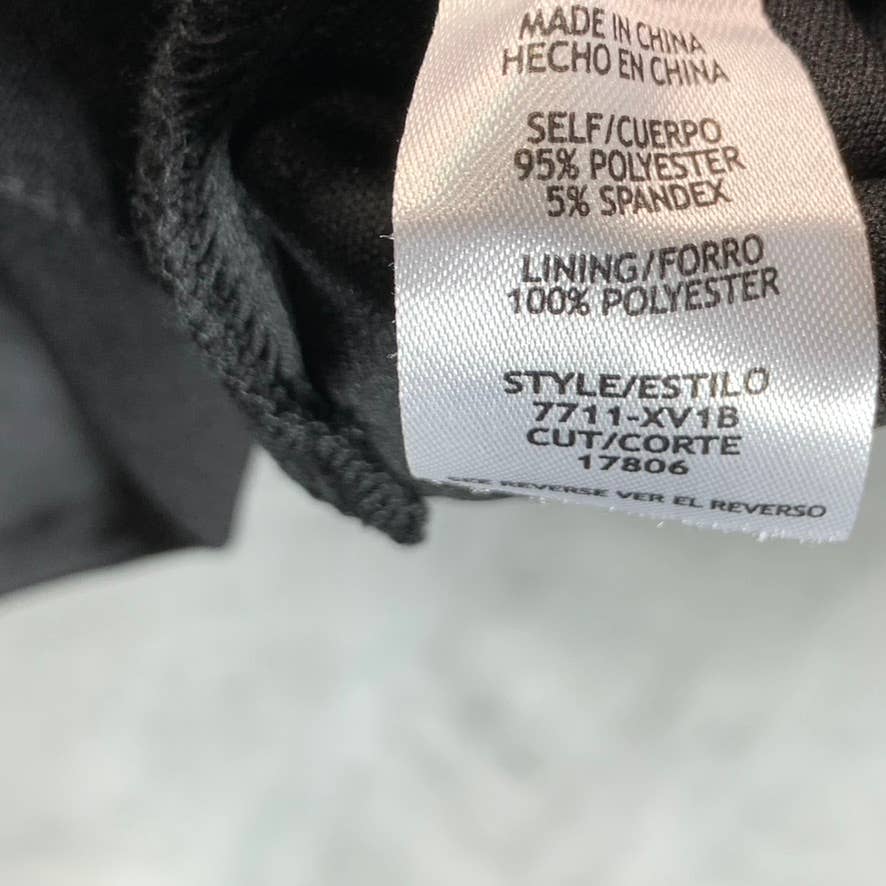 MADE IN CHINA
HECHO EN CHINA
SELF/CUERPO
95% POLYESTER
5% SPANDEX
LINING/FORRO
100% POLYESTER
STYLE/ESTILO
7711-XV1B
CUT/CORTE
17806
SEE REVERSE VER EL REVERSO